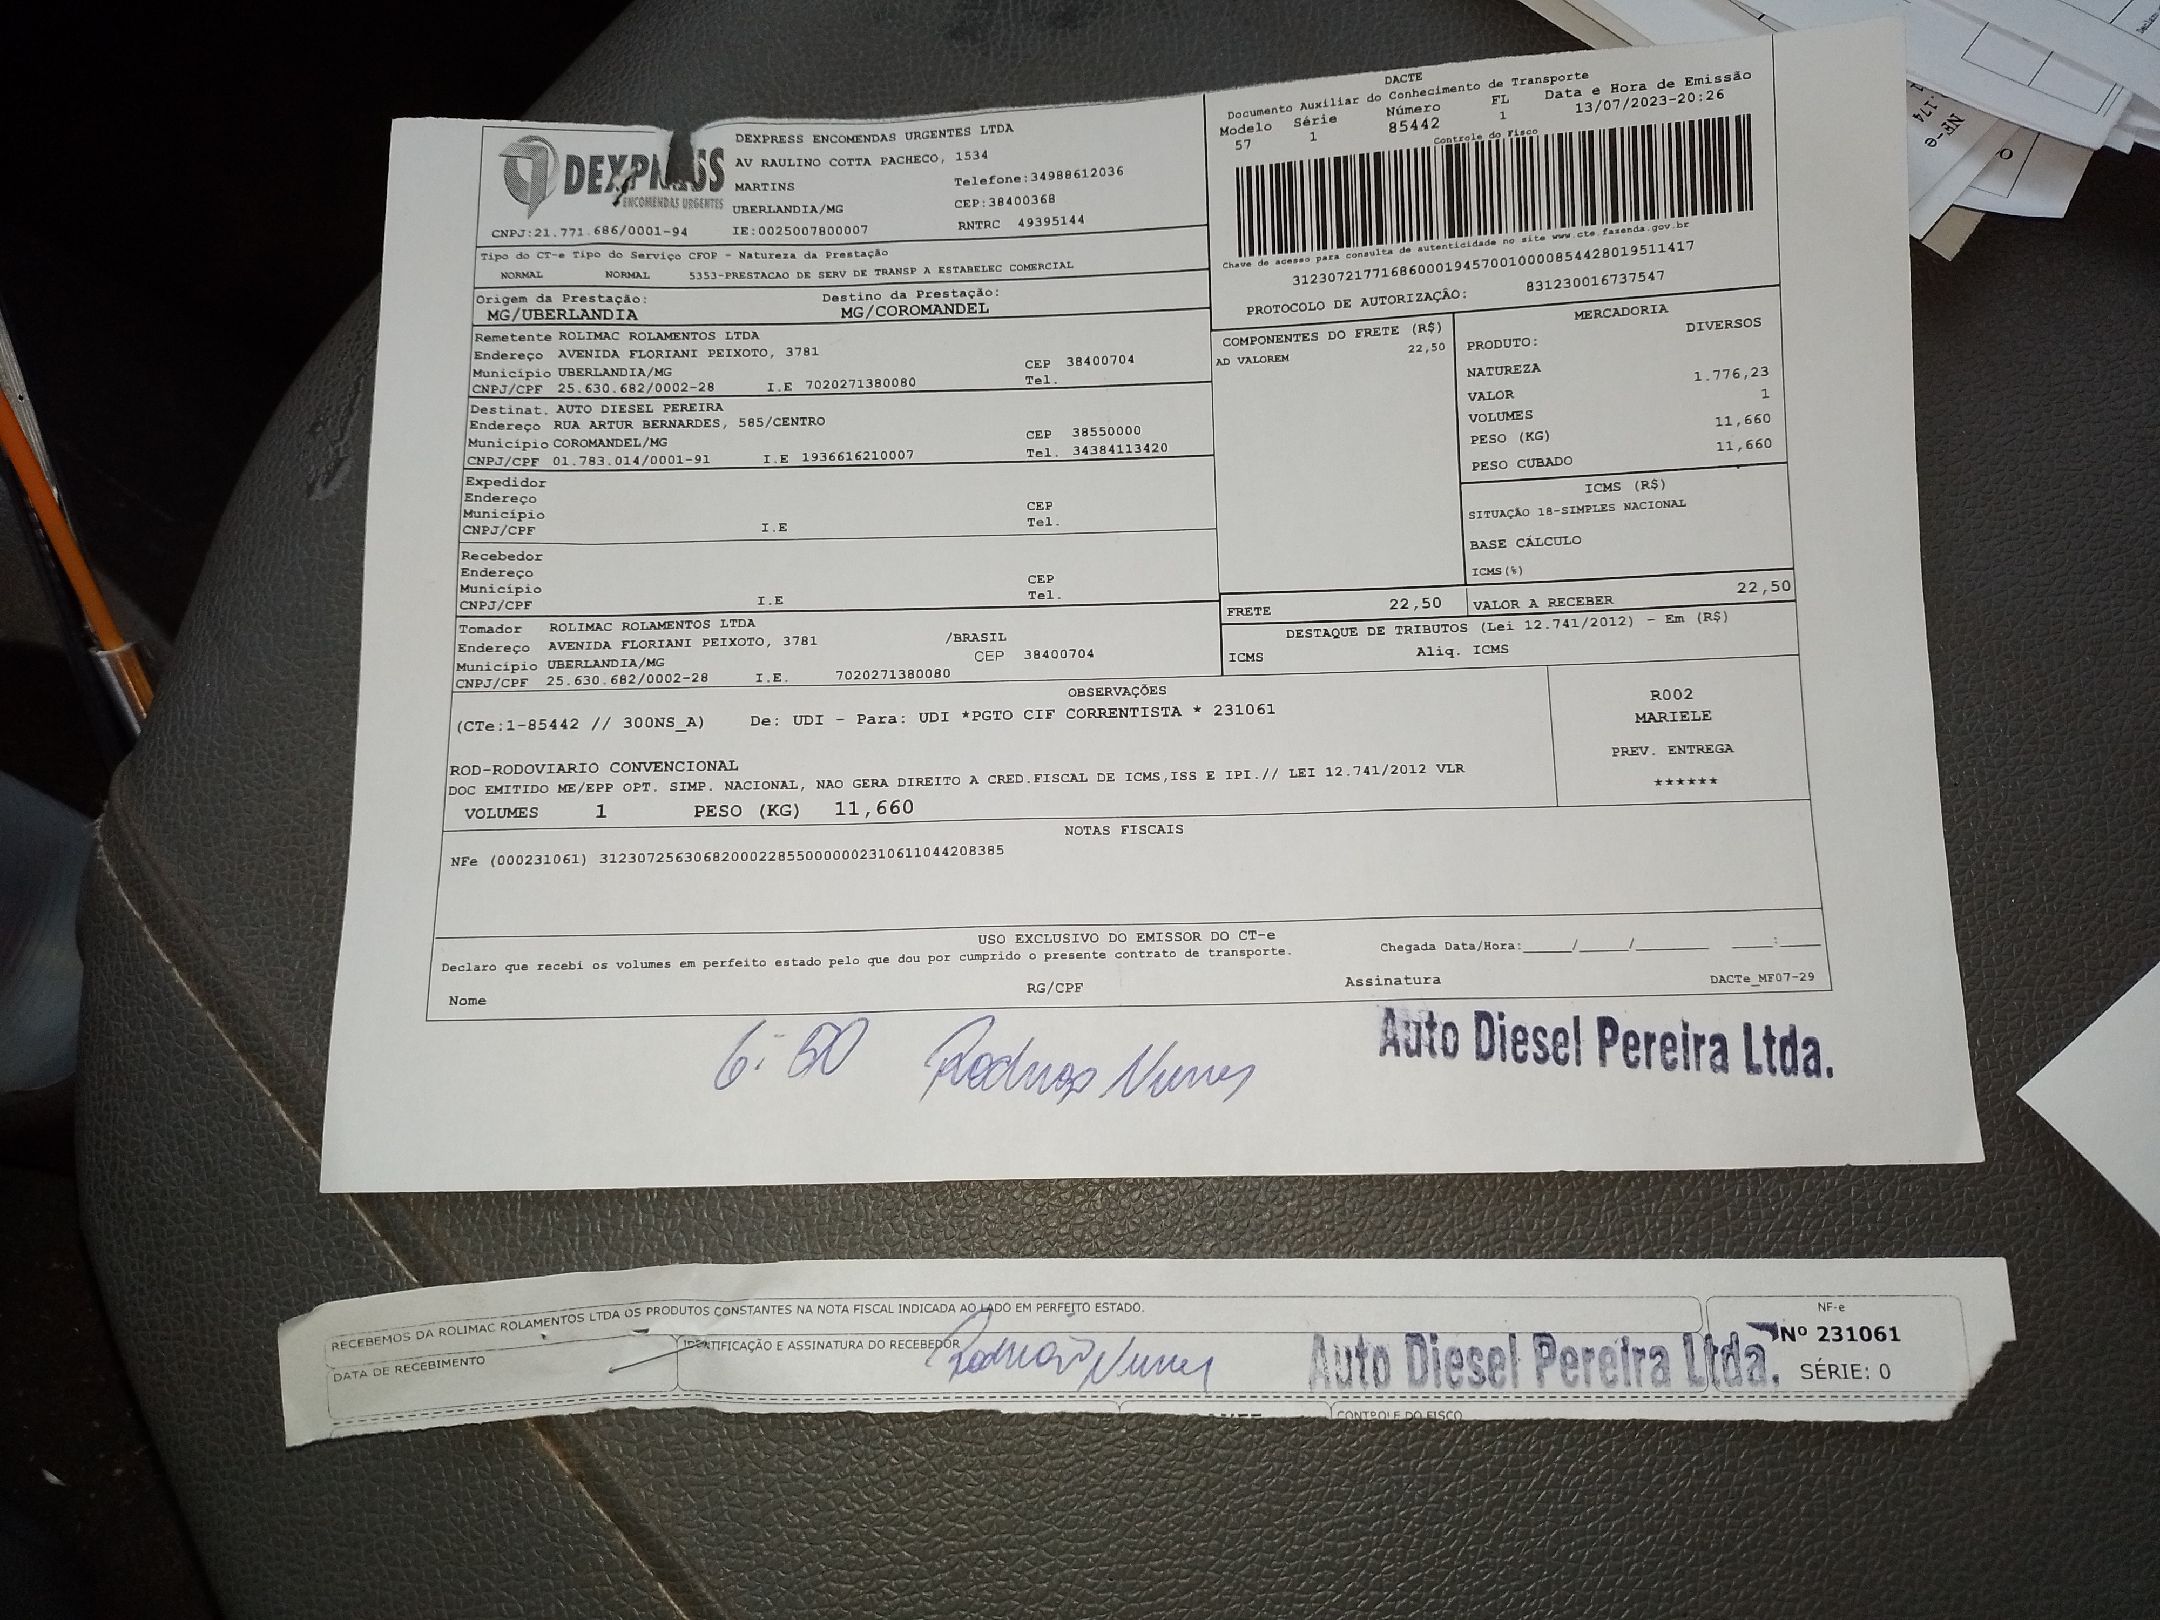 DEXPRESS
ENCOMENDAS URGENTES
CNPJ:21.771.686/0001-94
DEXPRESS ENCOMENDAS URGENTES LTDA
AV RAULINO COTTA PACHECO, 1534
MARTINS Telefone:34988612036
UBERLANDIA/MG CEP:38400368
IE:0025007800007 RNTRC 49395144
DACTE
Documento Auxiliar do Conhecimento de Transporte
Modelo Série Número FL Data e Hora de Emissão
57 1 85442 1 13/07/2023-20:26
Controle do Fisco
Chave de acesso para consulta de autenticidade no site www.cte.fazenda.gov.br
31230721771686000194570010000854428019511417
PROTOCOLO DE AUTORIZAÇÃO: 831230016737547
Tipo do CT-e Tipo do Serviço CFOP - Natureza da Prestação
NORMAL NORMAL 5353-PRESTACAO DE SERV DE TRANSP A ESTABELEC COMERCIAL
Origem da Prestação: Destino da Prestação:
MG/UBERLANDIA MG/COROMANDEL
Remetente ROLIMAC ROLAMENTOS LTDA
Endereço AVENIDA FLORIANI PEIXOTO, 3781
Município UBERLANDIA/MG CEP 38400704
CNPJ/CPF 25.630.682/0002-28 I.E 7020271380080 Tel.
Destinat. AUTO DIESEL PEREIRA
Endereço RUA ARTUR BERNARDES, 585/CENTRO
Município COROMANDEL/MG CEP 38550000
CNPJ/CPF 01.783.014/0001-91 I.E 1936616210007 Tel. 34384113420
Expedidor
Endereço
Município CEP
CNPJ/CPF I.E Tel.
Recebedor
Endereço
Município CEP
CNPJ/CPF I.E Tel.
Tomador ROLIMAC ROLAMENTOS LTDA
Endereço AVENIDA FLORIANI PEIXOTO, 3781 /BRASIL
Município UBERLANDIA/MG CEP 38400704
CNPJ/CPF 25.630.682/0002-28 I.E. 7020271380080
COMPONENTES DO FRETE (R$)
AD VALOREM 22,50
MERCADORIA
PRODUTO: DIVERSOS
NATUREZA
VALOR 1.776,23
VOLUMES 1
PESO (KG) 11,660
PESO CUBADO 11,660
ICMS (R$)
SITUAÇÃO 18-SIMPLES NACIONAL
BASE CÁLCULO
ICMS(%)
FRETE 22,50 VALOR A RECEBER 22,50
DESTAQUE DE TRIBUTOS (Lei 12.741/2012) - Em (R$)
ICMS Aliq. ICMS
OBSERVAÇÕES
(CTe:1-85442 // 300NS_A) De: UDI - Para: UDI *PGTO CIF CORRENTISTA * 231061
ROD-RODOVIARIO CONVENCIONAL
DOC EMITIDO ME/EPP OPT. SIMP. NACIONAL, NAO GERA DIREITO A CRED.FISCAL DE ICMS,ISS E IPI.// LEI 12.741/2012 VLR
VOLUMES 1 PESO (KG) 11,660
R002
MARIELE
PREV. ENTREGA
******
NOTAS FISCAIS
NFe (000231061) 31230725630682000228550000002310611044208385
USO EXCLUSIVO DO EMISSOR DO CT-e
Declaro que recebi os volumes em perfeito estado pelo que dou por cumprido o presente contrato de transporte.
Chegada Data/Hora:_____/_____/_______ ____:____
Nome RG/CPF Assinatura DACTe_MF07-29
6:50 Rodrigo Nunes Auto Diesel Pereira Ltda.
RECEBEMOS DA ROLIMAC ROLAMENTOS LTDA OS PRODUTOS CONSTANTES NA NOTA FISCAL INDICADA AO LADO EM PERFEITO ESTADO.
DATA DE RECEBIMENTO
IDENTIFICAÇÃO E ASSINATURA DO RECEBEDOR
Rodrigo Nunes
Auto Diesel Pereira Ltda.
NF-e
Nº 231061
SÉRIE: 0
CONTROLE DO FISCO
NF-e